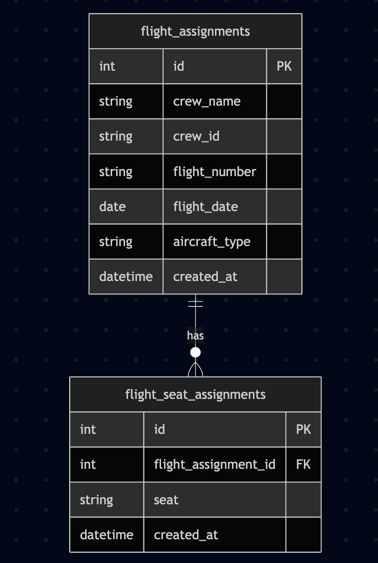 flight_assignments
int id PK
string crew_name
string crew_id
string flight_number
date flight_date
string aircraft_type
datetime created_at
has
flight_seat_assignments
int id PK
int flight_assignment_id FK
string seat
datetime created_at